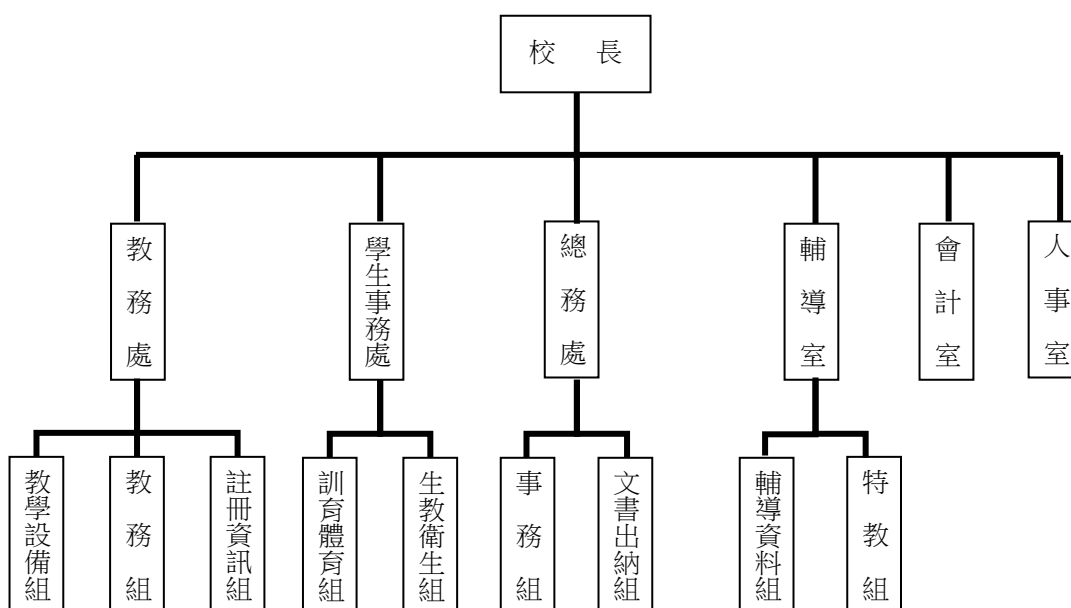 校長
教務處
學生事務處
總務處
輔導室
會計室
人事室
教學設備組
教務組
註冊資訊組
訓育體育組
生教衛生組
事務組
文書出納組
輔導資料組
特教組